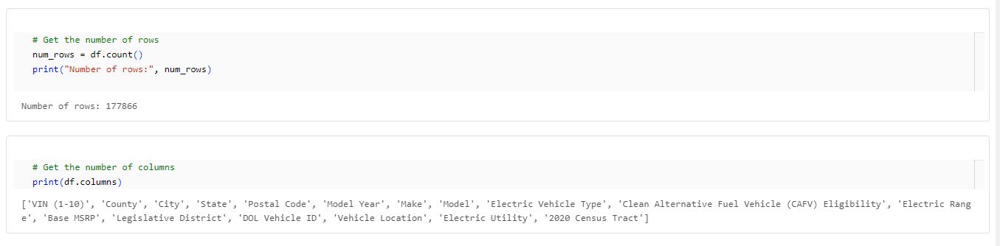 # Get the number of rows
num_rows = df.count()
print("Number of rows:", num_rows)
Number of rows: 177866
# Get the number of columns
print(df.columns)
['VIN (1-10)', 'County', 'City', 'State', 'Postal Code', 'Model Year', 'Make', 'Model', 'Electric Vehicle Type', 'Clean Alternative Fuel Vehicle (CAFV) Eligibility', 'Electric Rang
e', 'Base MSRP', 'Legislative District', 'DOL Vehicle ID', 'Vehicle Location', 'Electric Utility', '2020 Census Tract']